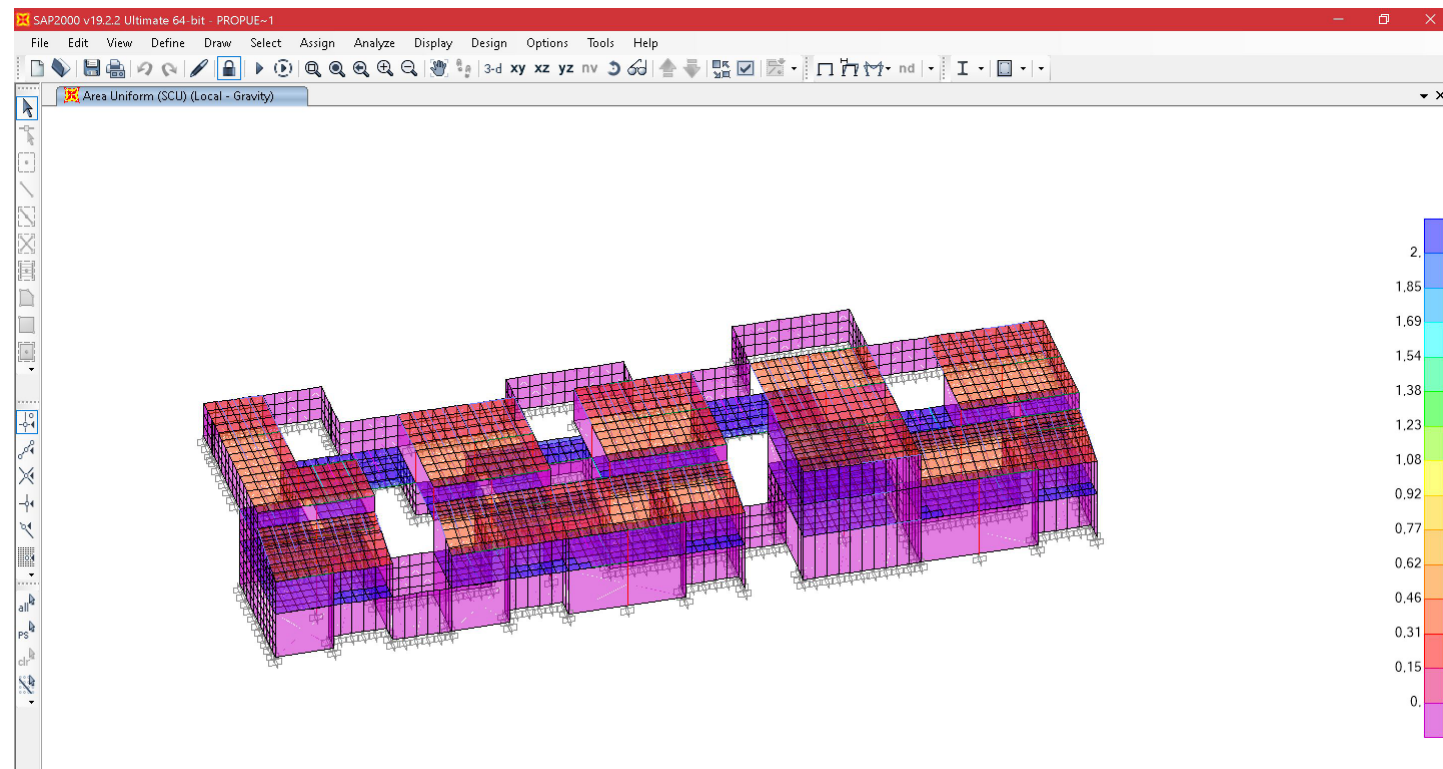 SAP2000 v19.2.2 Ultimate 64-bit - PROPUE~1
File Edit View Define Draw Select Assign Analyze Display Design Options Tools Help
3-d xy xz yz nv nd
Area Uniform (SCU) (Local - Gravity)
2.
1.85
1.69
1.54
1.38
1.23
1.08
0.92
0.77
0.62
0.46
0.31
0.15
0.
all
PS
clr